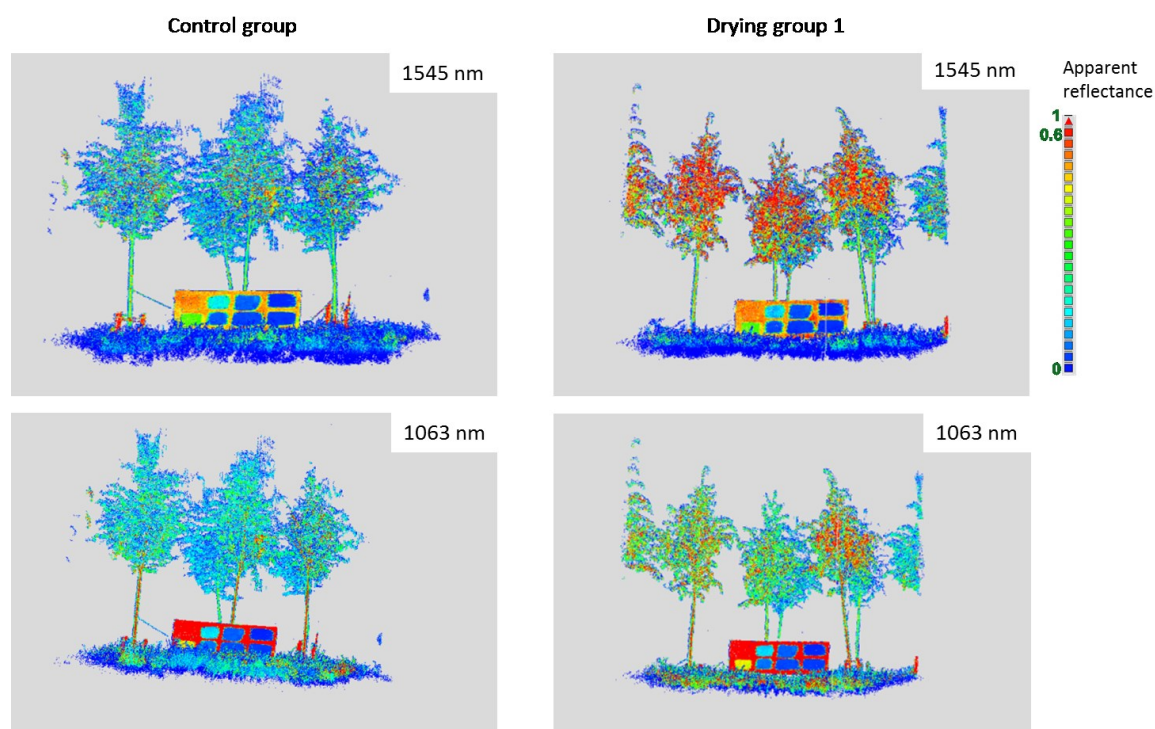 Control group
Drying group 1
1545 nm
1545 nm
Apparent
reflectance
1
0.6
0
1063 nm
1063 nm